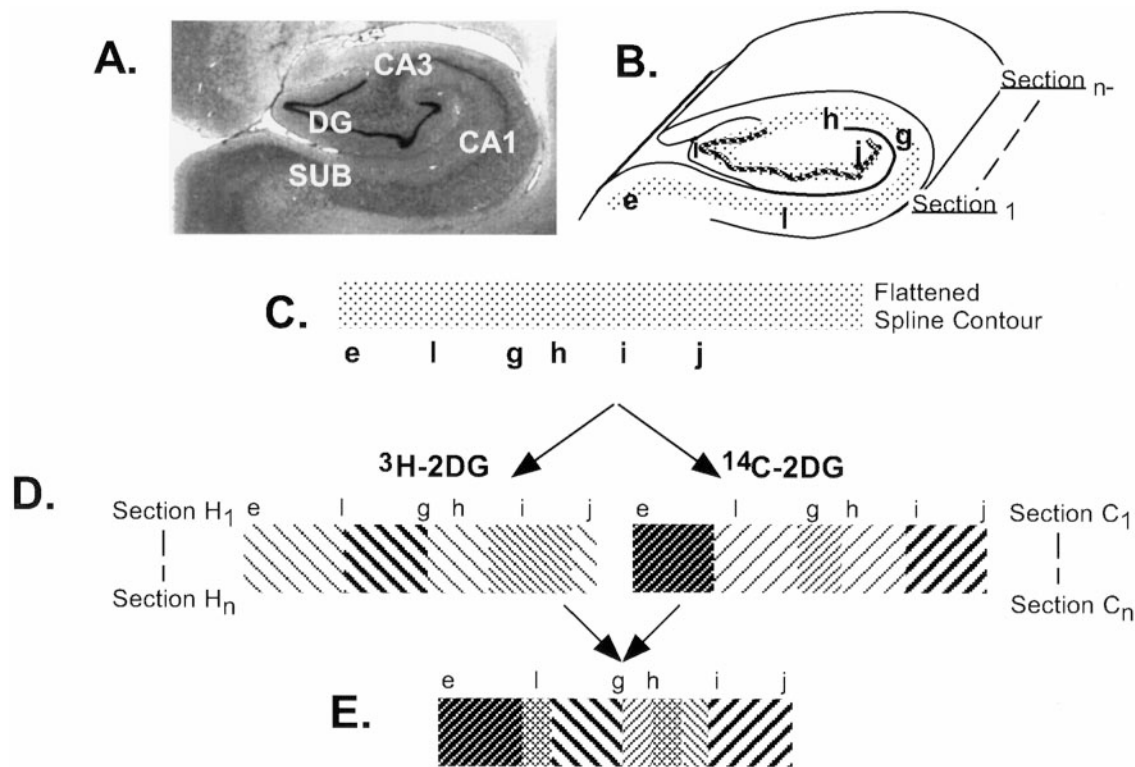 A.
CA3
DG
CA1
SUB
B.
Section n-
h
g
i
j
e
l
Section 1
C.
Flattened
Spline Contour
e l g h i j
3H-2DG
14C-2DG
D.
Section H1
e l g h i j
e l g h i j
Section C1
Section Hn
Section Cn
e l g h i j
E.